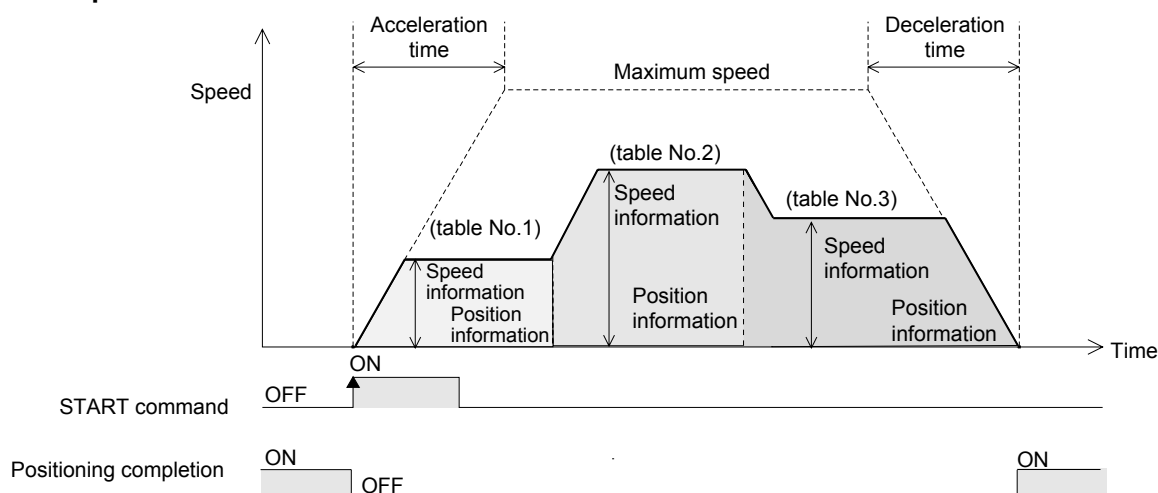 Acceleration
time
Deceleration
time
Maximum speed
Speed
(table No.2)
Speed
information
(table No.3)
(table No.1)
Speed
information
Speed
information
Position
information
Position
information
Position
information
Time
ON
OFF
START command
ON
Positioning completion
OFF
ON